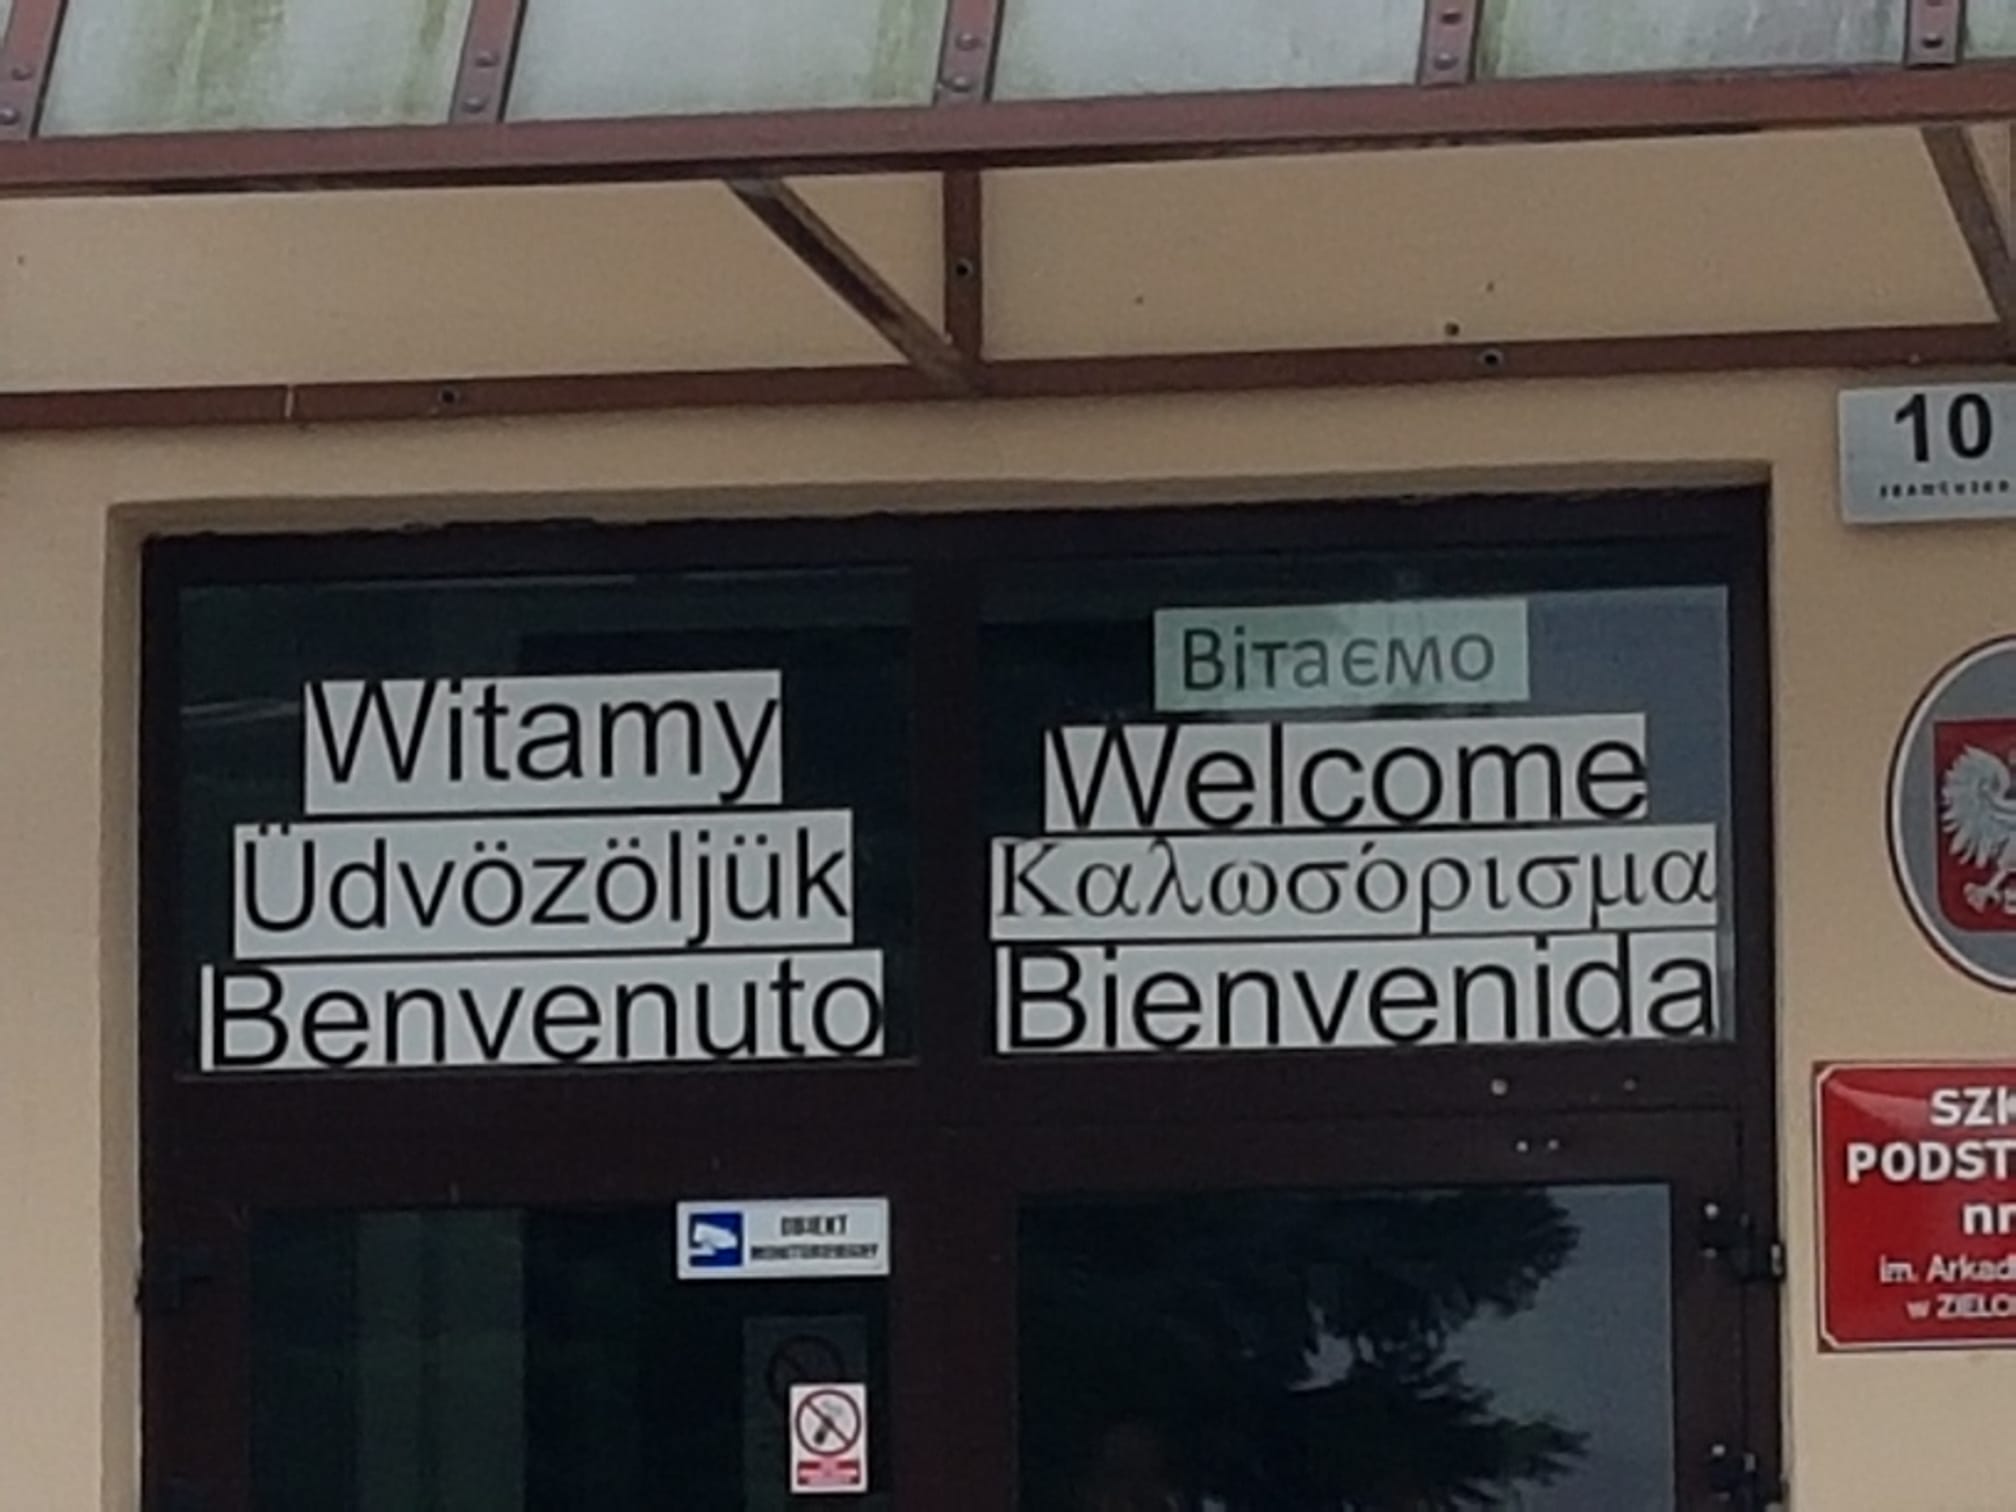 Witamy
Üdvözöljük
Benvenuto
Вітаємо
Welcome
Καλωσόρισμα
Bienvenida
10
OBIEKT
MONITOROWANY
SZK
PODST
nr
im. Arkad
w ZIELO